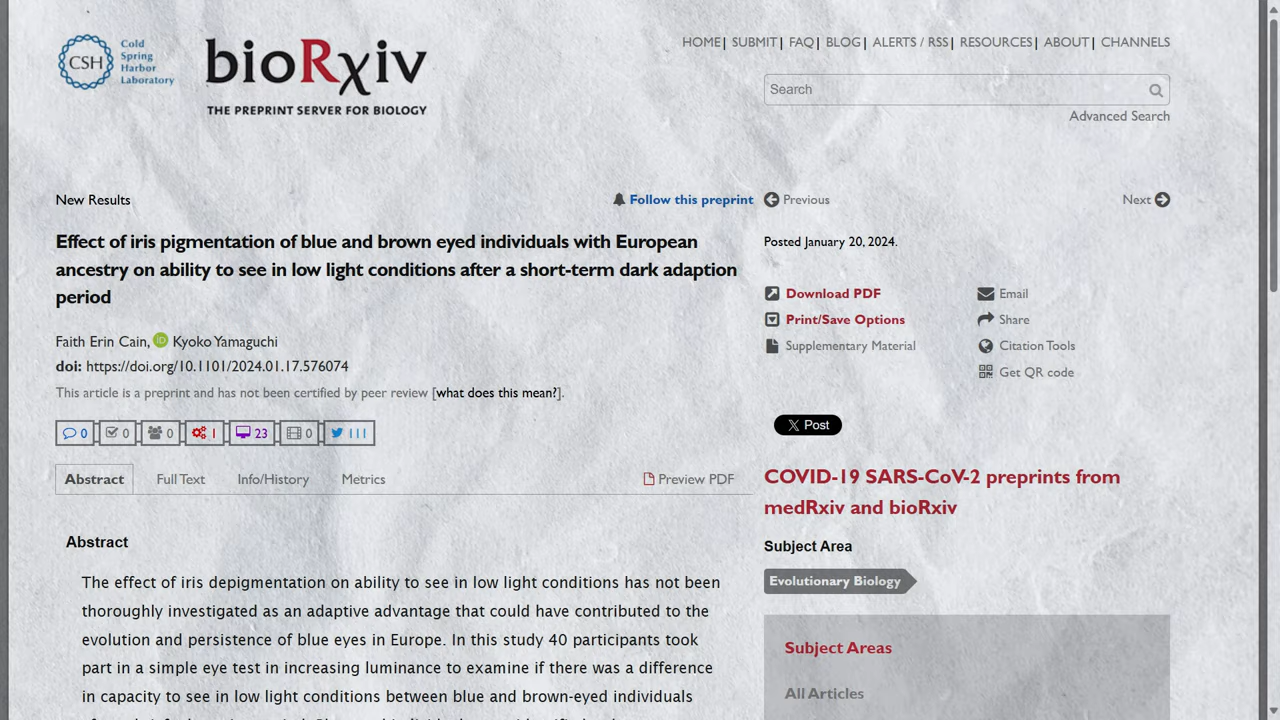 CSH
Cold
Spring
Harbor
Laboratory
bioRxiv
THE PREPRINT SERVER FOR BIOLOGY
HOME| SUBMIT| FAQ| BLOG| ALERTS / RSS| RESOURCES| ABOUT| CHANNELS
Search
Advanced Search
New Results
Follow this preprint
Effect of iris pigmentation of blue and brown eyed individuals with European
ancestry on ability to see in low light conditions after a short-term dark adaption
period
Faith Erin Cain, iD Kyoko Yamaguchi
doi: https://doi.org/10.1101/2024.01.17.576074
This article is a preprint and has not been certified by peer review [what does this mean?].
0 0 0 1 23 0 111
Abstract Full Text Info/History Metrics Preview PDF
Abstract
The effect of iris depigmentation on ability to see in low light conditions has not been
thoroughly investigated as an adaptive advantage that could have contributed to the
evolution and persistence of blue eyes in Europe. In this study 40 participants took
part in a simple eye test in increasing luminance to examine if there was a difference
in capacity to see in low light conditions between blue and brown-eyed individuals
Previous Next
Posted January 20, 2024.
Download PDF
Print/Save Options
Supplementary Material
Email
Share
Citation Tools
Get QR code
X Post
COVID-19 SARS-CoV-2 preprints from
medRxiv and bioRxiv
Subject Area
Evolutionary Biology
Subject Areas
All Articles